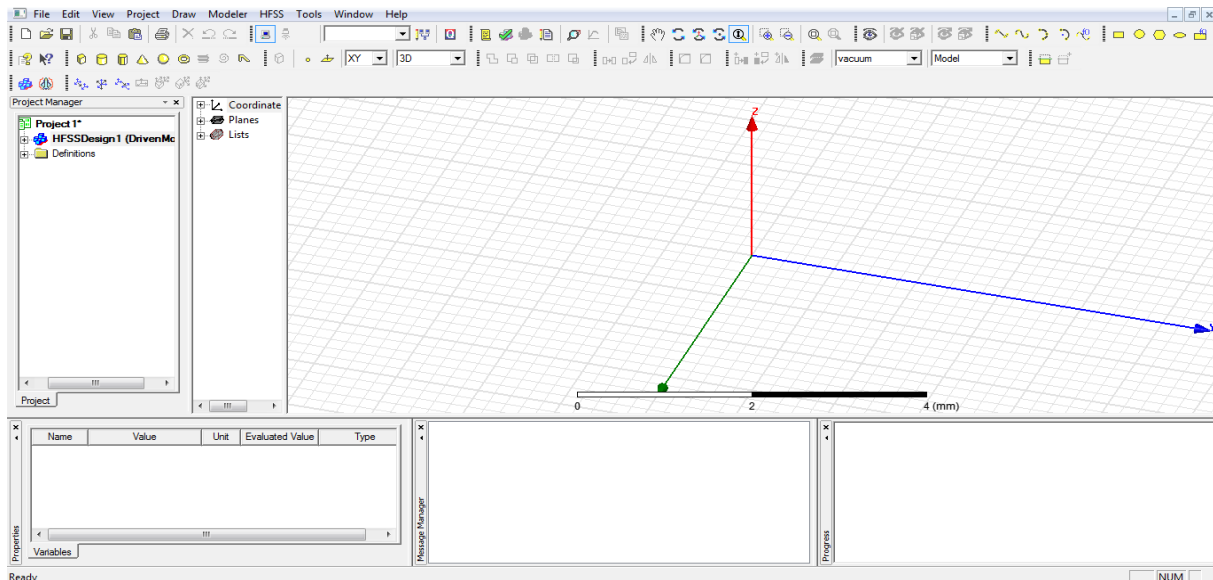 File Edit View Project Draw Modeler HFSS Tools Window Help
XY 3D vacuum Model
Project Manager
Project1*
HFSSDesign1 (DrivenMc
Definitions
Project
Coordinate
Planes
Lists
Z
0 2 4 (mm)
Name Value Unit Evaluated Value Type
Variables
Properties
Message Manager
Progress
Ready
NUM